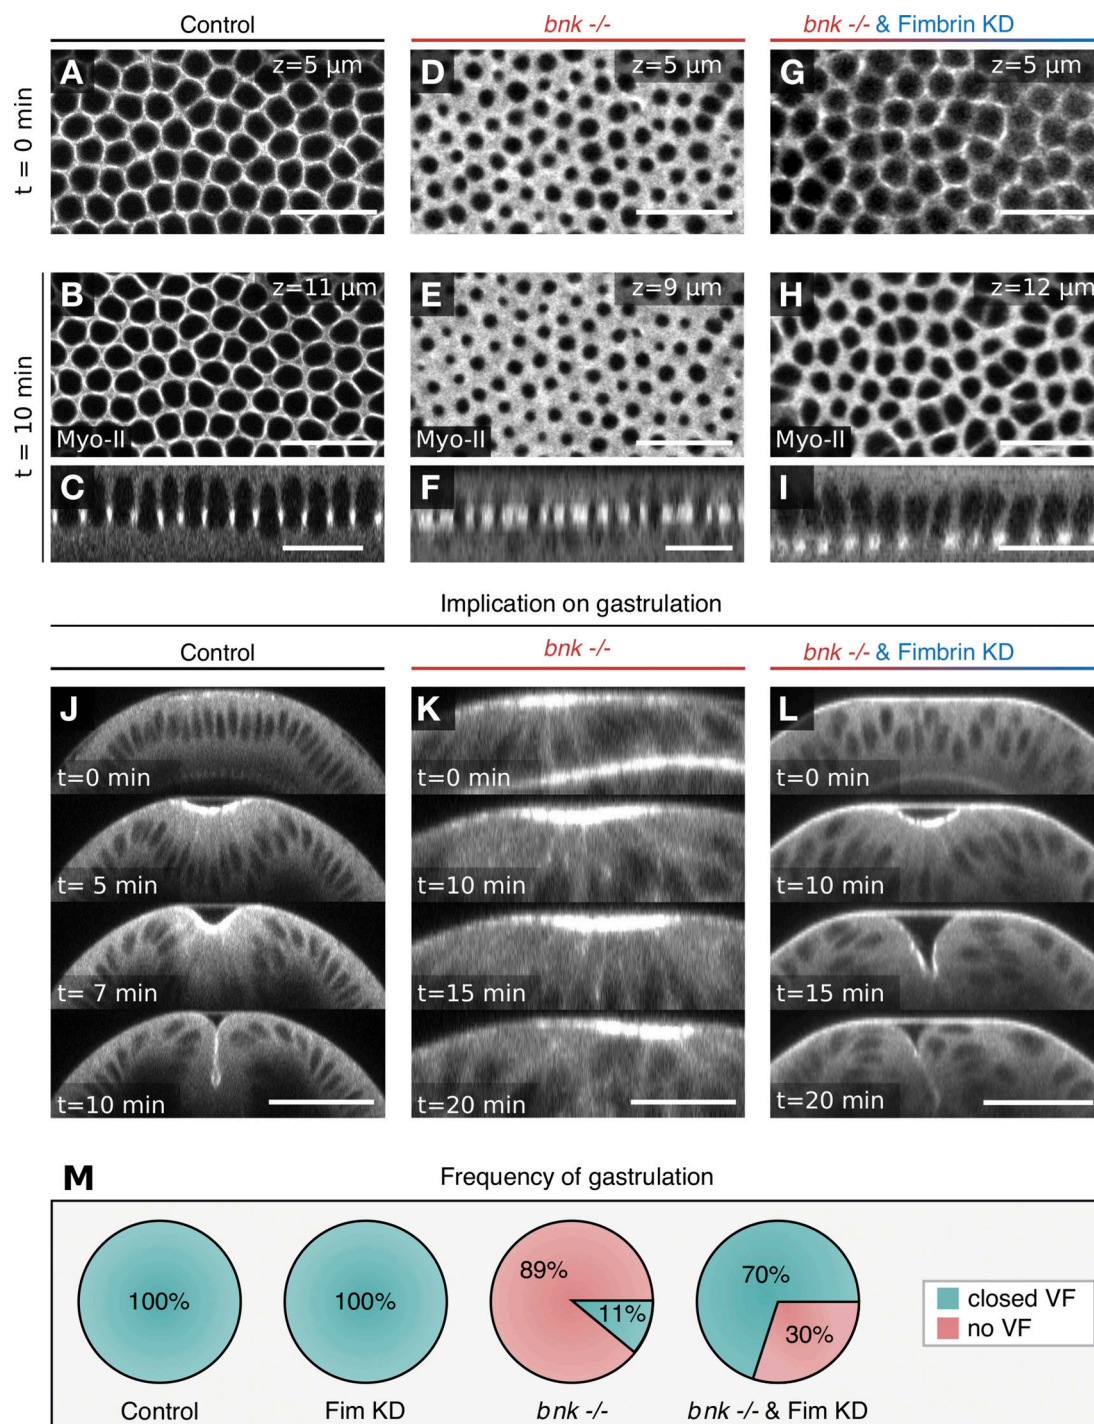 Control
bnk -/-
bnk -/- & Fimbrin KD
t = 0 min
A
z=5 µm
D
z=5 µm
G
z=5 µm
t = 10 min
B
z=11 µm
Myo-II
E
z=9 µm
Myo-II
H
z=12 µm
Myo-II
C
F
I
Implication on gastrulation
Control
bnk -/-
bnk -/- & Fimbrin KD
J
t=0 min
t= 5 min
t= 7 min
t=10 min
K
t=0 min
t=10 min
t=15 min
t=20 min
L
t=0 min
t=10 min
t=15 min
t=20 min
M
Frequency of gastrulation
100%
100%
89%
11%
70%
30%
closed VF
no VF
Control
Fim KD
bnk -/-
bnk -/- & Fim KD